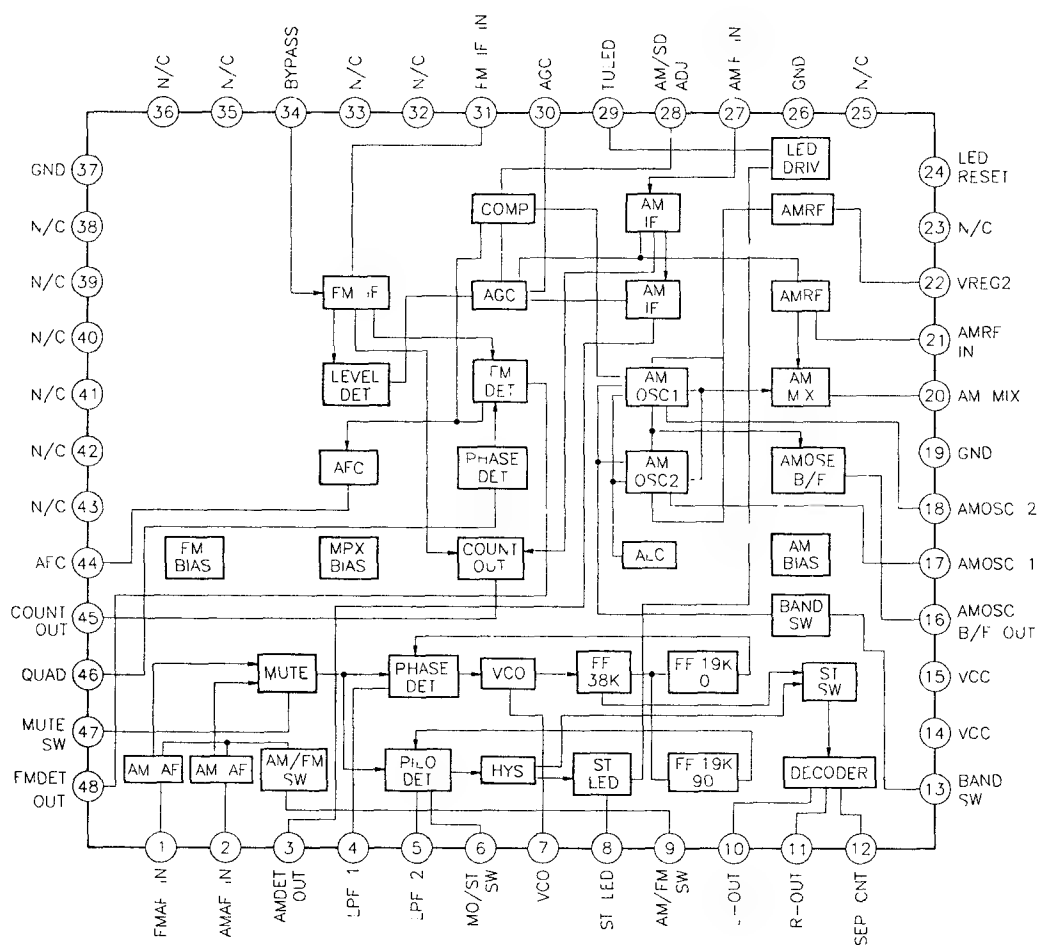 N/C
N/C
BYPASS
N/C
N/C
FM IF IN
AGC
TULED
AM/SD
ADJ
GND
N/C
36
35
34
33
32
31
30
29
28
27
26
25
GND 37
N/C 38
N/C 39
N/C 40
N/C 41
N/C 42
N/C 43
AFC 44
COUNT
OUT 45
QUAD 46
MUTE
SW 47
FMDET
OUT 48
24 LED
RESET
23 N/C
22 VREG2
21 AMRF
IN
20 AM MIX
19 GND
18 AMOSC 2
17 AMOSC 1
16 AMOSC
B/F OUT
15 VCC
14 VCC
13 BAND
SW
LED
DRIV
COMP
AM
IF
AMRF
FM
AGC
AM
IF
AMRF
LEVEL
DET
FM
DET
AM
OSC1
AM
MIX
AFC
PHASE
DET
AM
OSC2
AMOSE
B/F
FM
BIAS
MPX
BIAS
COUNT
OUT
AM
BIAS
BAND
SW
MUTE
PHASE
DET
VCO
FF
38K
FF 19K
0
ST
SW
AM AF
AM AF
AM/FM
SW
DET
HYS
ST
LED
FF 19K
90
DECODER
1
2
3
4
5
6
7
8
9
10
11
12
FMAF IN
AMAF IN
AMDET
OUT
LPF 1
LPF 2
MO/ST
SW
VCO
ST LED
AM/FM
SW
R-OUT
SEP CNT